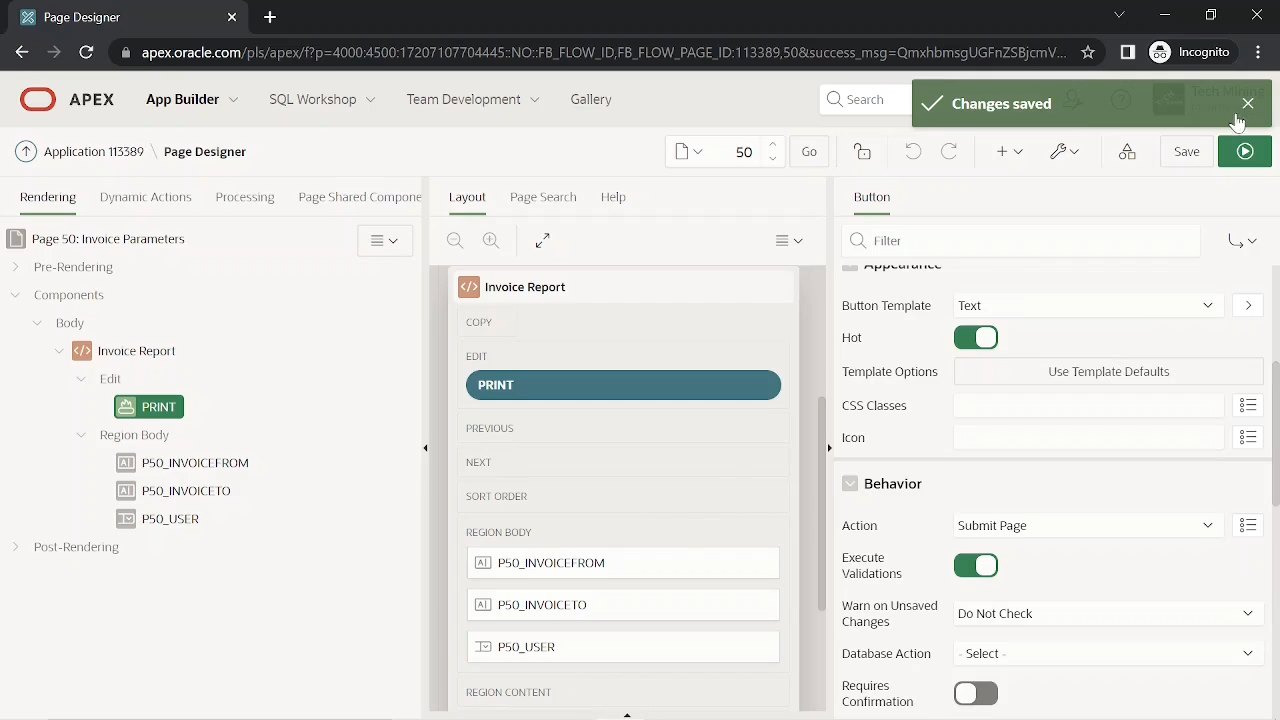 Page Designer
apex.oracle.com/pls/apex/f?p=4000:4500:17207107704445::NO:FB_FLOW_ID,FB_FLOW_PAGE_ID:113389,50&success_msg=QmxhbmsgUGFnZSBjcmV...
Incognito
APEX
App Builder
SQL Workshop
Team Development
Gallery
Search
Changes saved
Tech Mining
Application 113389 \ Page Designer
50
Go
Save
Rendering
Dynamic Actions
Processing
Page Shared Compone
Layout
Page Search
Help
Button
Page 50: Invoice Parameters
Pre-Rendering
Components
Body
Invoice Report
Edit
PRINT
Region Body
P50_INVOICEFROM
P50_INVOICETO
P50_USER
Post-Rendering
Invoice Report
COPY
EDIT
PRINT
PREVIOUS
NEXT
SORT ORDER
REGION BODY
P50_INVOICEFROM
P50_INVOICETO
P50_USER
REGION CONTENT
Filter
Appearance
Button Template
Text
Hot
Template Options
Use Template Defaults
CSS Classes
Icon
Behavior
Action
Submit Page
Execute
Validations
Warn on Unsaved
Changes
Do Not Check
Database Action
- Select -
Requires
Confirmation